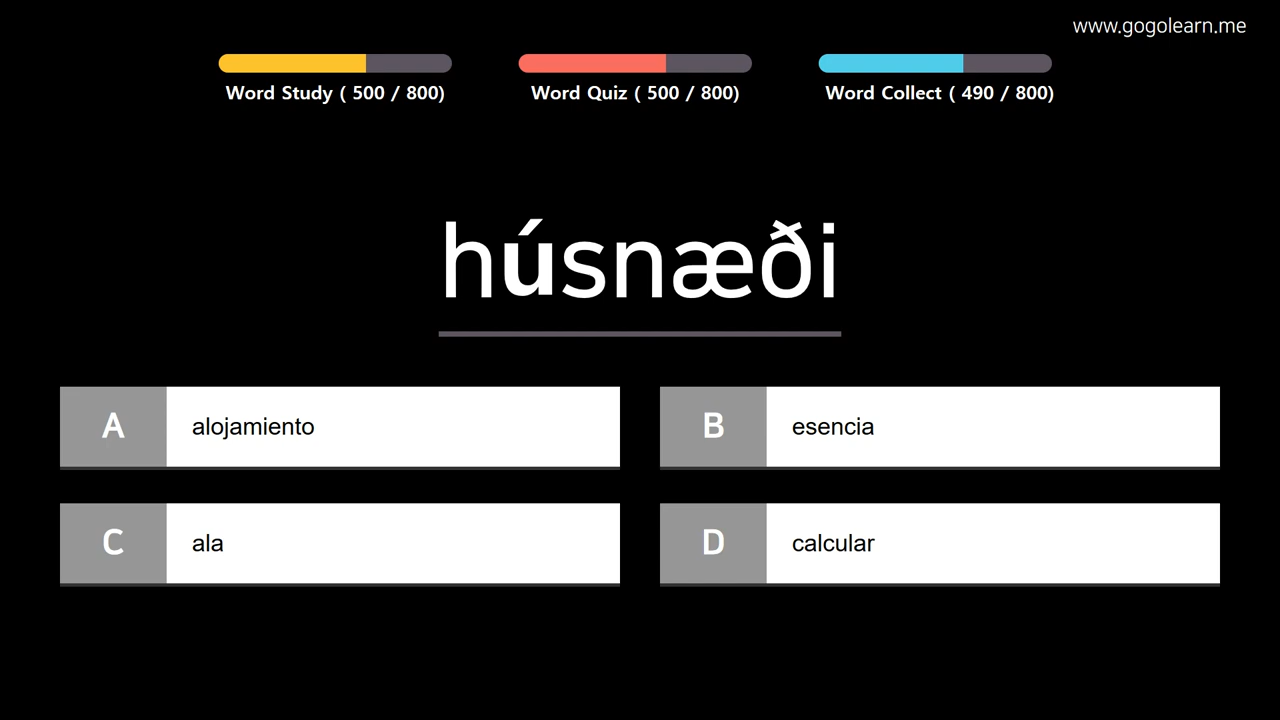 www.gogolearn.me
Word Study ( 500 / 800)
Word Quiz ( 500 / 800)
Word Collect ( 490 / 800)
húsnæði
A alojamiento
B esencia
C ala
D calcular